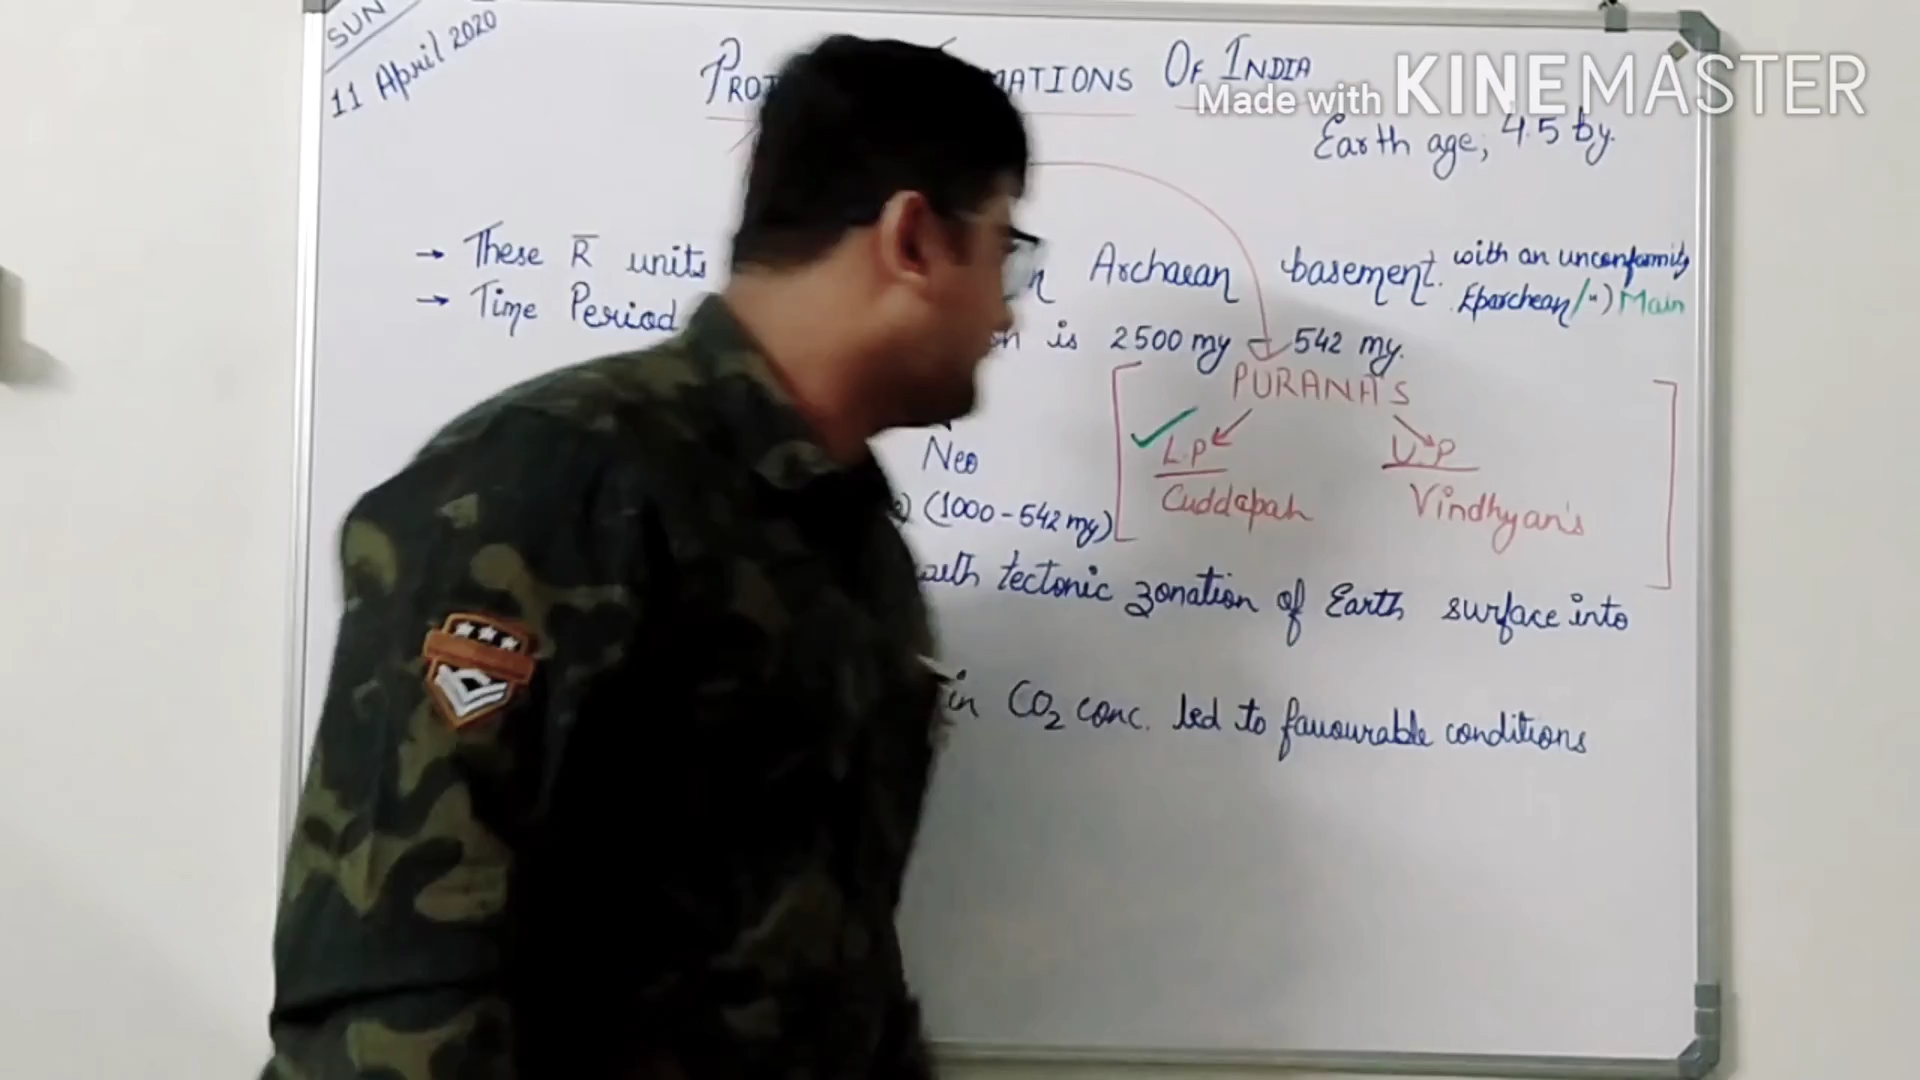 SUN
11 April 2020
PROT ATIONS OF INDIA
Made with KINEMASTER
Earth age; 4.5 by.
→ These R̅ units n Archaean basement. with an unconformity
Eparchean/") Main
→ Time Period on is 2500 my - 542 my.
PURANA'S
L.P U.P
Cuddapah Vindhyan's
Neo
(1000-542 my)
tectonic zonation of Earth surface into
in CO₂ conc. led to favourable conditions